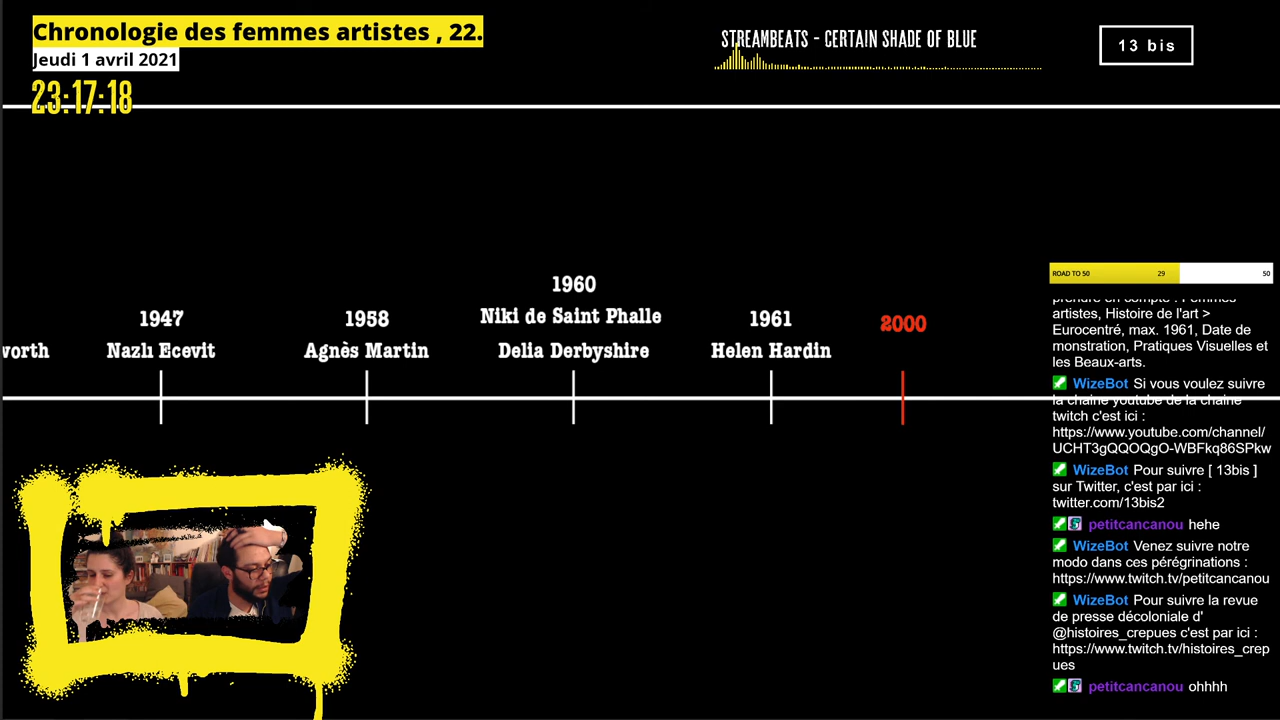 Chronologie des femmes artistes , 22.
Jeudi 1 avril 2021
23:17:18
STREAMBEATS - CERTAIN SHADE OF BLUE
13 bis
1947
Nazlı Ecevit
1958
Agnès Martin
1960
Niki de Saint Phalle
Delia Derbyshire
1961
Helen Hardin
2000
worth
ROAD TO 50 29 50
prendre en compte : Femmes
artistes, Histoire de l'art >
Eurocentré, max. 1961, Date de
monstration, Pratiques Visuelles et
les Beaux-arts.
WizeBot Si vous voulez suivre
la chaine youtube de la chaine
twitch c'est ici :
https://www.youtube.com/channel/
UCHT3gQQOQgO-WBFkq86SPkw
WizeBot Pour suivre [ 13bis ]
sur Twitter, c'est par ici :
twitter.com/13bis2
petitcancanou hehe
WizeBot Venez suivre notre
modo dans ces pérégrinations :
https://www.twitch.tv/petitcancanou
WizeBot Pour suivre la revue
de presse décoloniale d'
@histoires_crepues c'est par ici :
https://www.twitch.tv/histoires_crep
ues
petitcancanou ohhhh